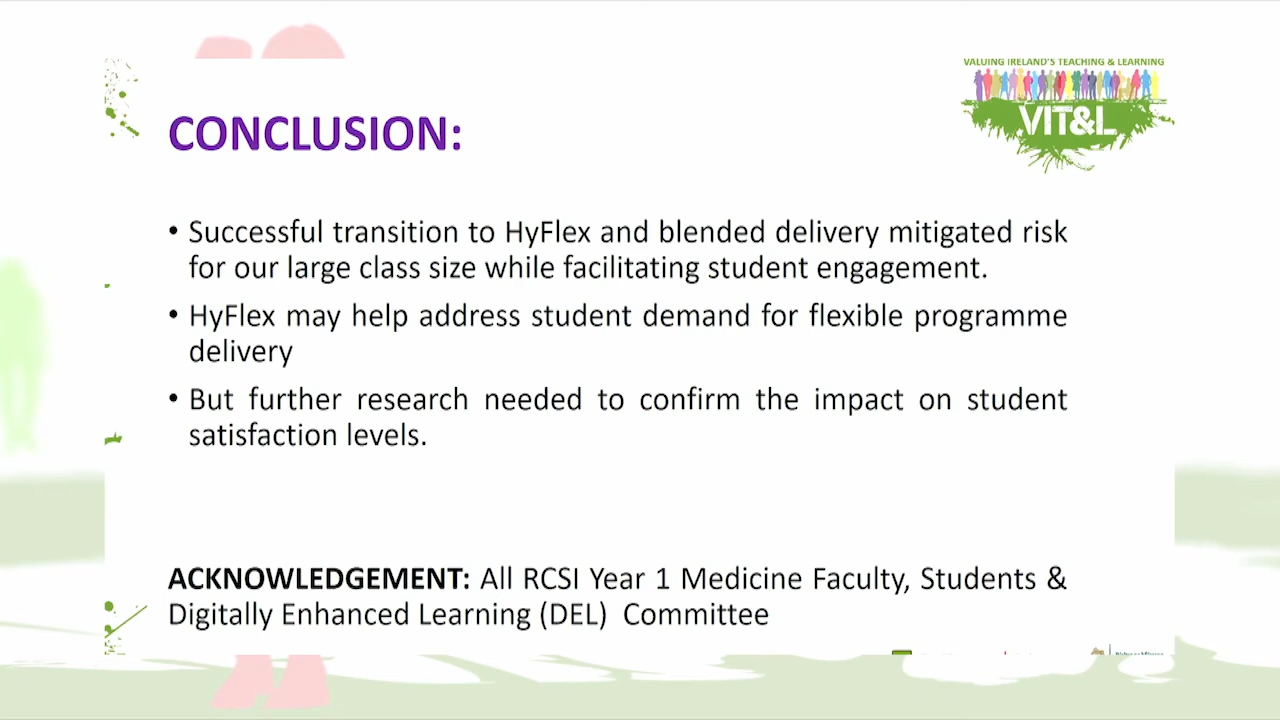 VALUING IRELAND'S TEACHING & LEARNING
VIT&L
CONCLUSION:
• Successful transition to HyFlex and blended delivery mitigated risk
for our large class size while facilitating student engagement.
• HyFlex may help address student demand for flexible programme
delivery
• But further research needed to confirm the impact on student
satisfaction levels.
ACKNOWLEDGEMENT: All RCSI Year 1 Medicine Faculty, Students &
Digitally Enhanced Learning (DEL) Committee